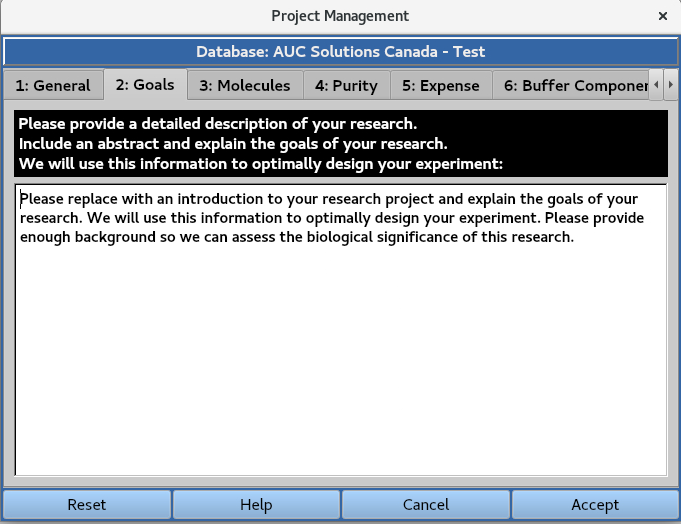 Project Management
Database: AUC Solutions Canada - Test
1: General 2: Goals 3: Molecules 4: Purity 5: Expense 6: Buffer Componer
Please provide a detailed description of your research.
Include an abstract and explain the goals of your research.
We will use this information to optimally design your experiment:
Please replace with an introduction to your research project and explain the goals of your
research. We will use this information to optimally design your experiment. Please provide
enough background so we can assess the biological significance of this research.
Reset Help Cancel Accept